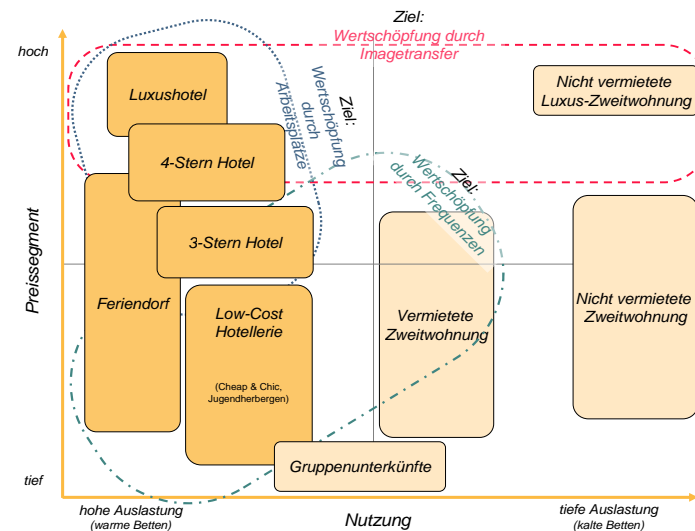 Ziel:
Wertschöpfung durch
Imagetransfer
hoch
Luxushotel
Wertschöpfung
durch
Arbeitsplätze
Ziel:
Nicht vermietete
Luxus-Zweitwohnung
4-Stern Hotel
Ziel:
Wertschöpfung
durch Frequenzen
3-Stern Hotel
Preissegment
Feriendorf
Low-Cost
Hotellerie
(Cheap & Chic,
Jugendherbergen)
Vermietete
Zweitwohnung
Nicht vermietete
Zweitwohnung
Gruppenunterkünfte
tief
hohe Auslastung
(warme Betten)
Nutzung
tiefe Auslastung
(kalte Betten)